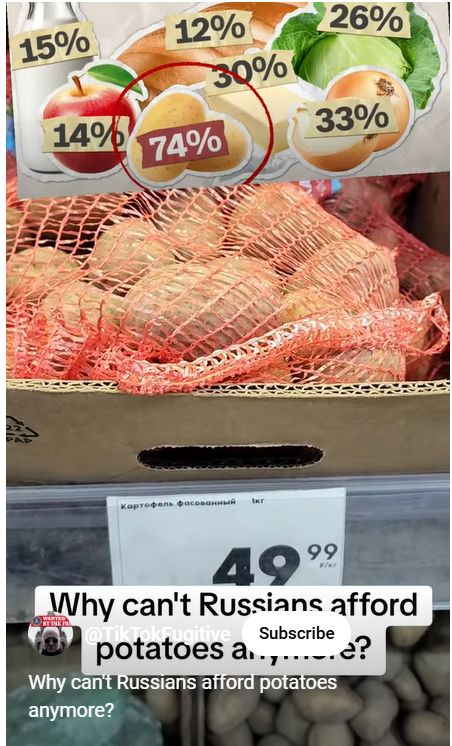 15%
12%
26%
30%
14%
74%
33%
Картофель фасованный 1кг
49 99
₽/кг
Why can't Russians afford
@TikTokFugitive
Subscribe
potatoes anymore?
Why can't Russians afford potatoes
anymore?